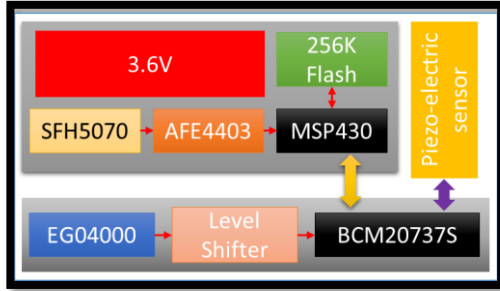 3.6V
256K
Flash
SFH5070
AFE4403
MSP430
Piezo-electric
sensor
EG04000
Level
Shifter
BCM20737S